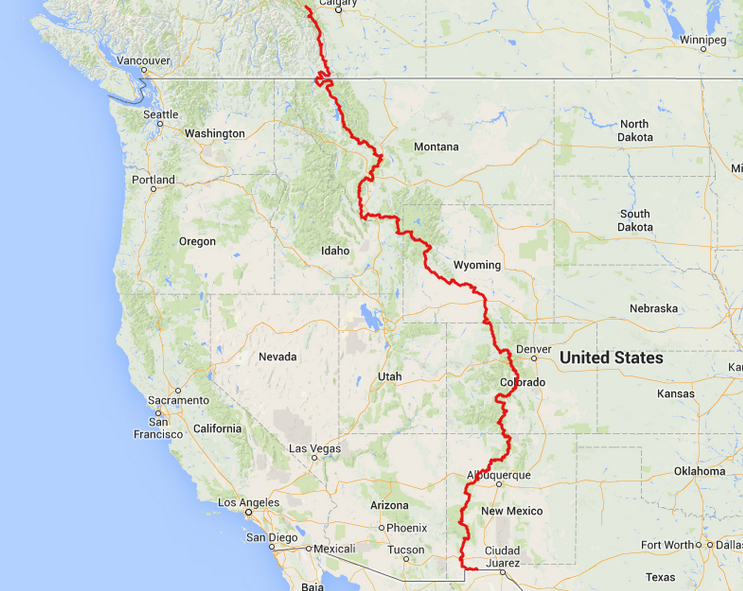 Calgary
Winnipeg
Vancouver
Seattle
Washington
North
Dakota
Montana
Portland
South
Dakota
Oregon
Idaho
Wyoming
Nebraska
Denver
United States
Nevada
Utah
Colorado
Kansas
Sacramento
San
Francisco
California
Las Vegas
Albuquerque
Oklahoma
Los Angeles
Arizona
New Mexico
Phoenix
San Diego
Mexicali
Tucson
Ciudad
Juarez
Fort Worth
Dallas
Texas
Baja